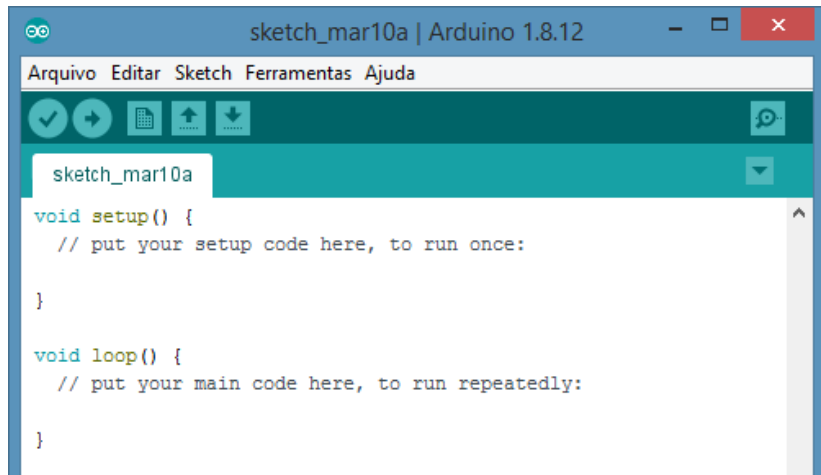 sketch_mar10a | Arduino 1.8.12
Arquivo Editar Sketch Ferramentas Ajuda
sketch_mar10a
void setup() {
  // put your setup code here, to run once:
}
void loop() {
  // put your main code here, to run repeatedly:
}